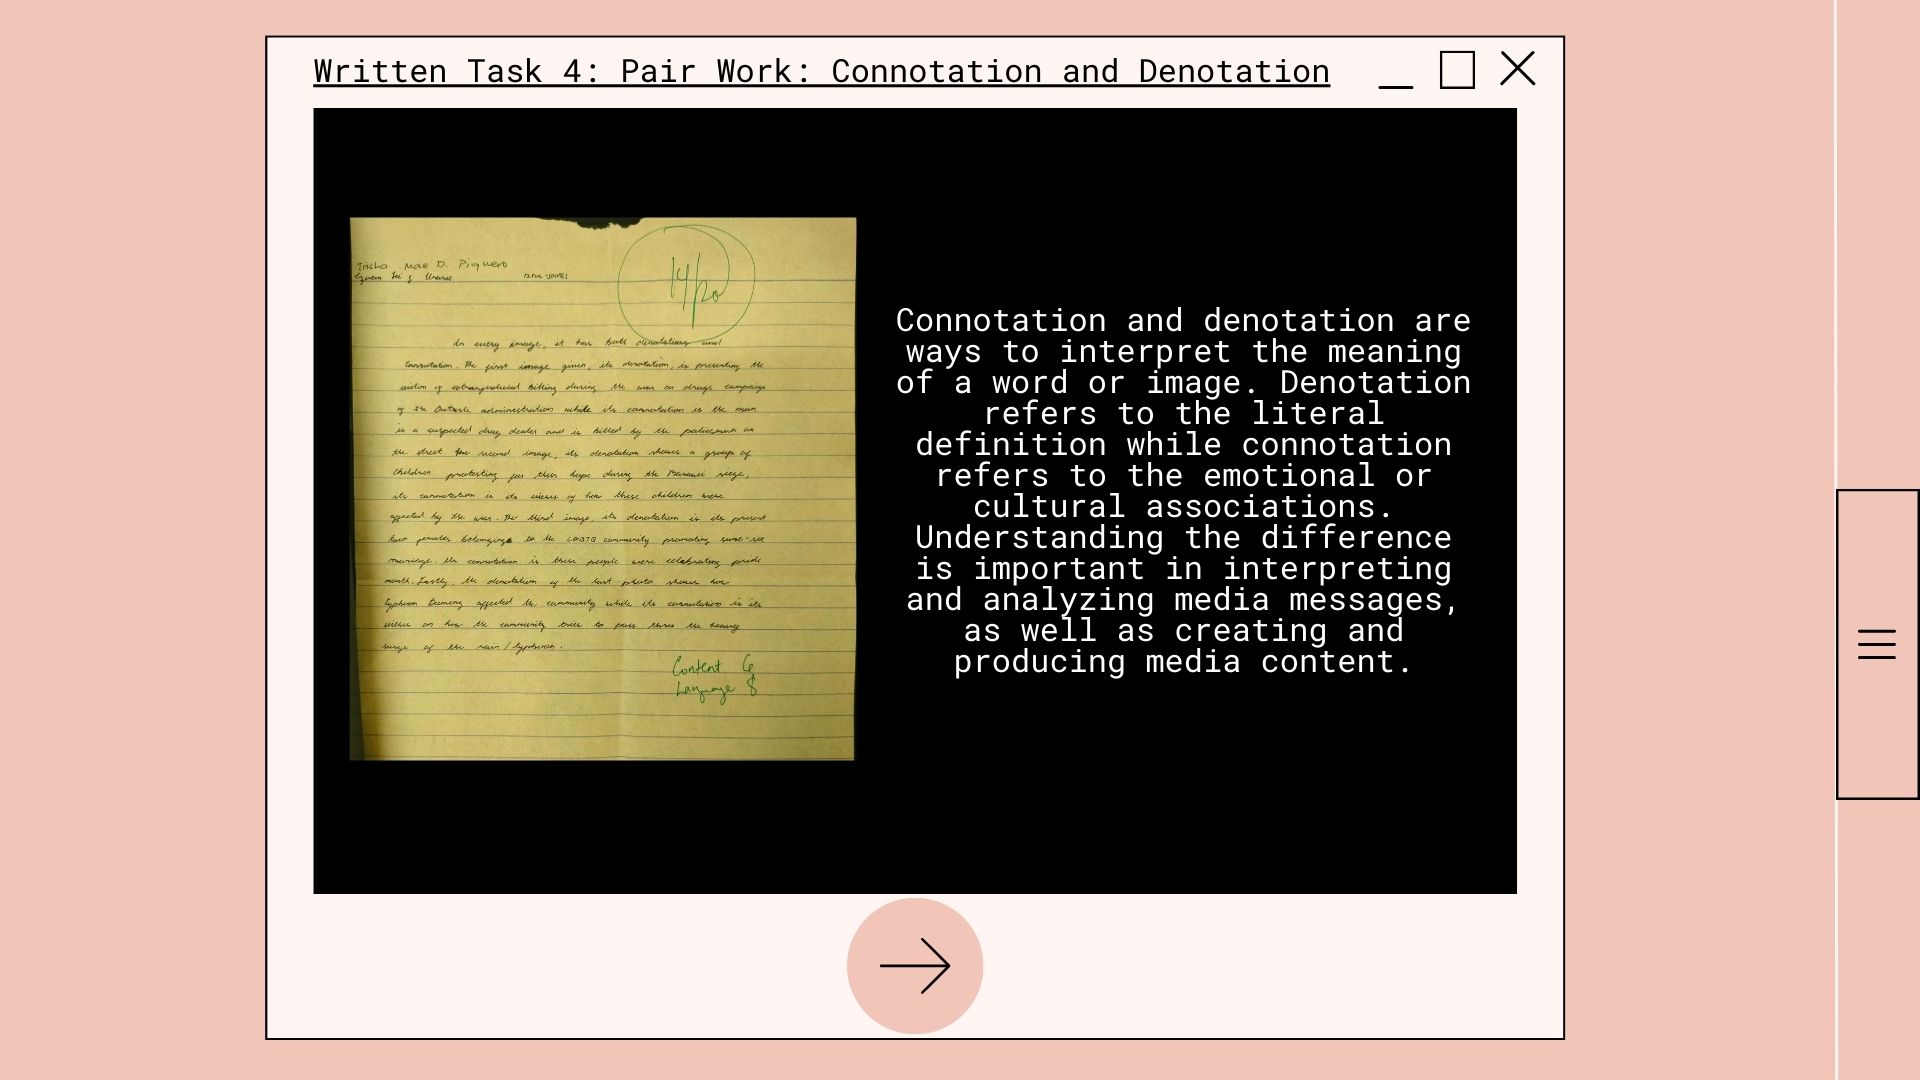 Written Task 4: Pair Work: Connotation and Denotation
Tricha Mae D. Piquero
14/20
In every image, it has both denotations and
connotation. The first image given, its denotation, is presenting the
victim of extrajudicial killing during the war on drugs campaign
of the Duterte administration while its connotation is the man
is a suspected drug dealer and is killed by the policeman on
the street. The second image, its denotation shows a group of
children protesting for their hope during the Marawi siege,
its connotation is its views of how these children were
affected by the war. The third image, its denotation is its present
two females belonging to the LGBTQ community promoting same-sex
marriage. the connotation is these people were celebrating pride
month. Lastly, the denotation of the last photo shows how
typhoon affected the community while its connotation is its
on how the community tries to pass the heavy
surge of the rain / typhoon.
Content 6
Language 8
Connotation and denotation are
ways to interpret the meaning
of a word or image. Denotation
refers to the literal
definition while connotation
refers to the emotional or
cultural associations.
Understanding the difference
is important in interpreting
and analyzing media messages,
as well as creating and
producing media content.